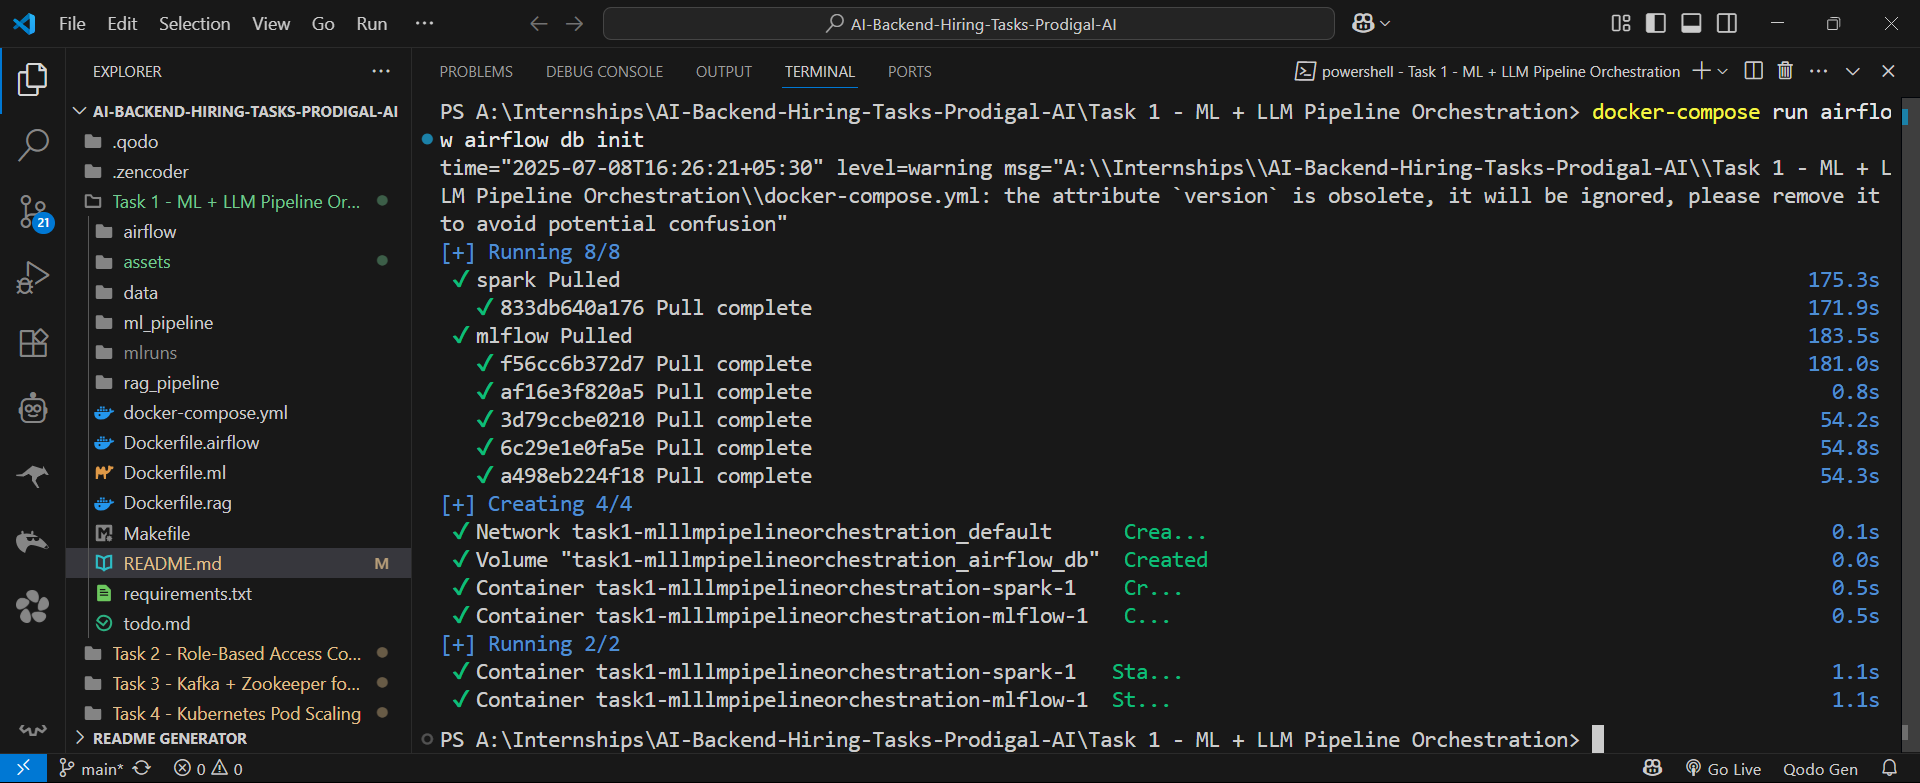 File Edit Selection View Go Run ··· AI-Backend-Hiring-Tasks-Prodigal-AI
EXPLORER ···
AI-BACKEND-HIRING-TASKS-PRODIGAL-AI
.qodo
.zencoder
Task 1 - ML + LLM Pipeline Or...
airflow
assets
data
ml_pipeline
mlruns
rag_pipeline
docker-compose.yml
Dockerfile.airflow
Dockerfile.ml
Dockerfile.rag
Makefile
README.md M
requirements.txt
todo.md
Task 2 - Role-Based Access Co...
Task 3 - Kafka + Zookeeper fo...
Task 4 - Kubernetes Pod Scaling
README GENERATOR
21
PROBLEMS DEBUG CONSOLE OUTPUT TERMINAL PORTS powershell - Task 1 - ML + LLM Pipeline Orchestration ···
PS A:\Internships\AI-Backend-Hiring-Tasks-Prodigal-AI\Task 1 - ML + LLM Pipeline Orchestration> docker-compose run airflo
w airflow db init
time="2025-07-08T16:26:21+05:30" level=warning msg="A:\\Internships\\AI-Backend-Hiring-Tasks-Prodigal-AI\\Task 1 - ML + L
LM Pipeline Orchestration\\docker-compose.yml: the attribute `version` is obsolete, it will be ignored, please remove it
to avoid potential confusion"
[+] Running 8/8
✔ spark Pulled 175.3s
✔ 833db640a176 Pull complete 171.9s
✔ mlflow Pulled 183.5s
✔ f56cc6b372d7 Pull complete 181.0s
✔ af16e3f820a5 Pull complete 0.8s
✔ 3d79ccbe0210 Pull complete 54.2s
✔ 6c29e1e0fa5e Pull complete 54.8s
✔ a498eb224f18 Pull complete 54.3s
[+] Creating 4/4
✔ Network task1-mlllmpipelineorchestration_default Crea... 0.1s
✔ Volume "task1-mlllmpipelineorchestration_airflow_db" Created 0.0s
✔ Container task1-mlllmpipelineorchestration-spark-1 Cr... 0.5s
✔ Container task1-mlllmpipelineorchestration-mlflow-1 C... 0.5s
[+] Running 2/2
✔ Container task1-mlllmpipelineorchestration-spark-1 Sta... 1.1s
✔ Container task1-mlllmpipelineorchestration-mlflow-1 St... 1.1s
PS A:\Internships\AI-Backend-Hiring-Tasks-Prodigal-AI\Task 1 - ML + LLM Pipeline Orchestration>
main* 0 0 Go Live Qodo Gen